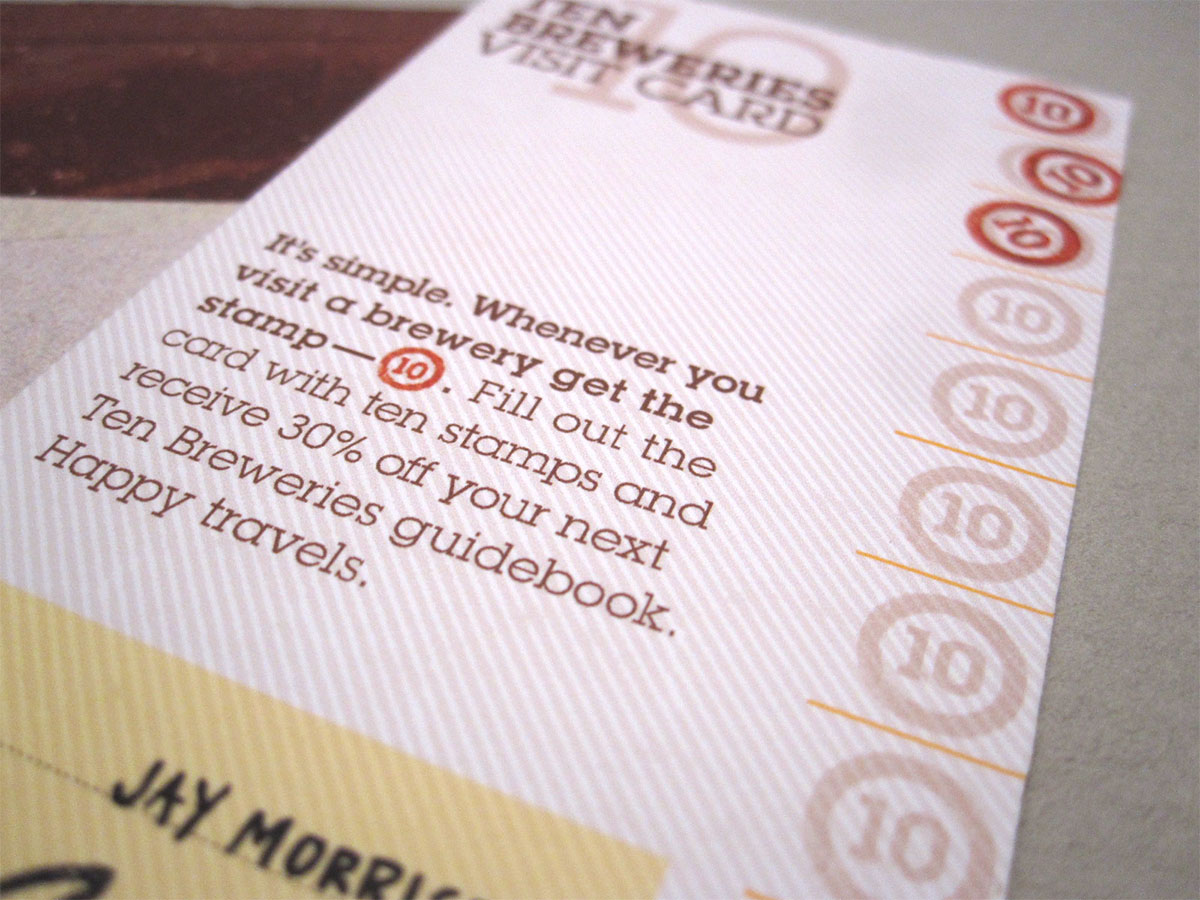 TEN
BREWERIES
VISIT CARD
10
It's simple. Whenever you
visit a brewery get the
stamp—10. Fill out the
card with ten stamps and
receive 30% off your next
Ten Breweries guidebook.
Happy travels.
10
10
10
10
10
10
10
10
JAY